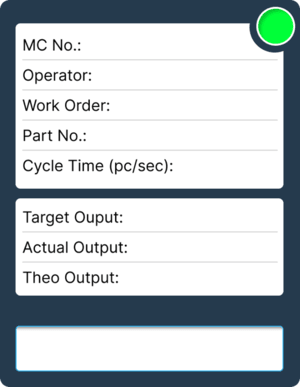 MC No.:
Operator:
Work Order:
Part No.:
Cycle Time (pc/sec):
Target Ouput:
Actual Output:
Theo Output: